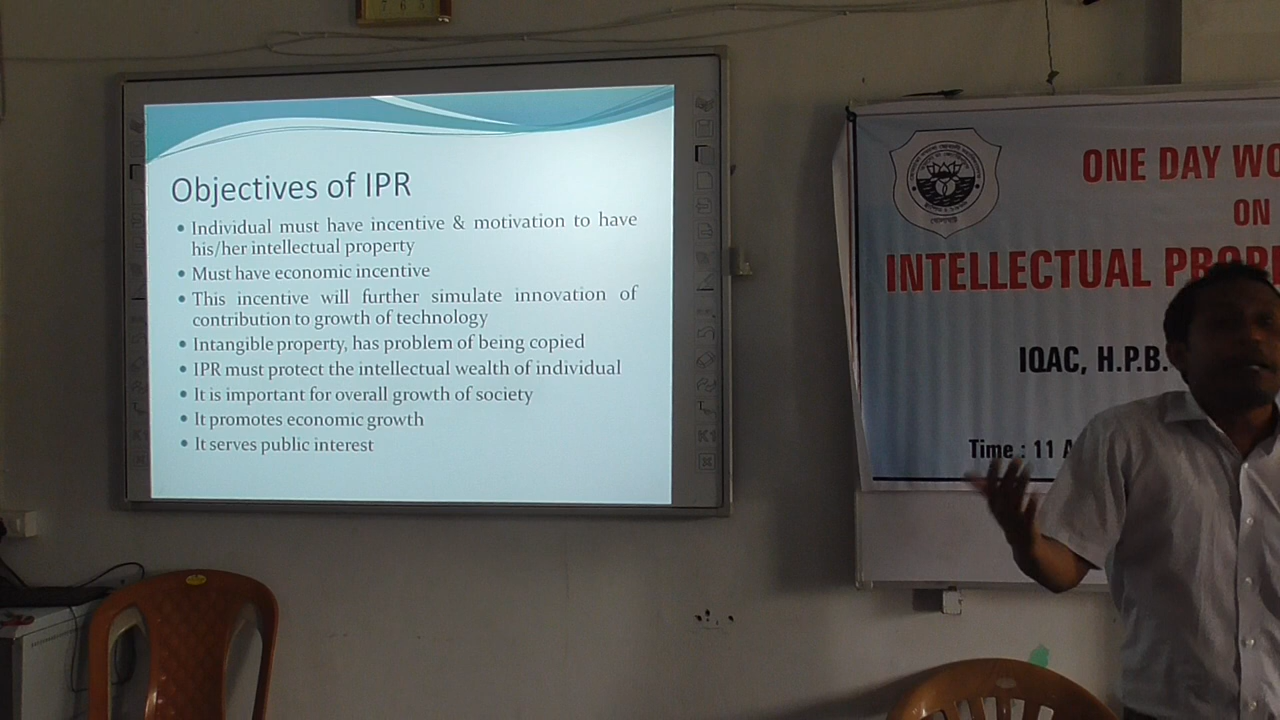 Objectives of IPR
Individual must have incentive & motivation to have
his/her intellectual property
Must have economic incentive
This incentive will further simulate innovation of
contribution to growth of technology
Intangible property, has problem of being copied
IPR must protect the intellectual wealth of individual
It is important for overall growth of society
It promotes economic growth
It serves public interest
ONE DAY WO
ON
INTELLECTUAL PROP
IQAC, H.P.B.
Time : 11 A